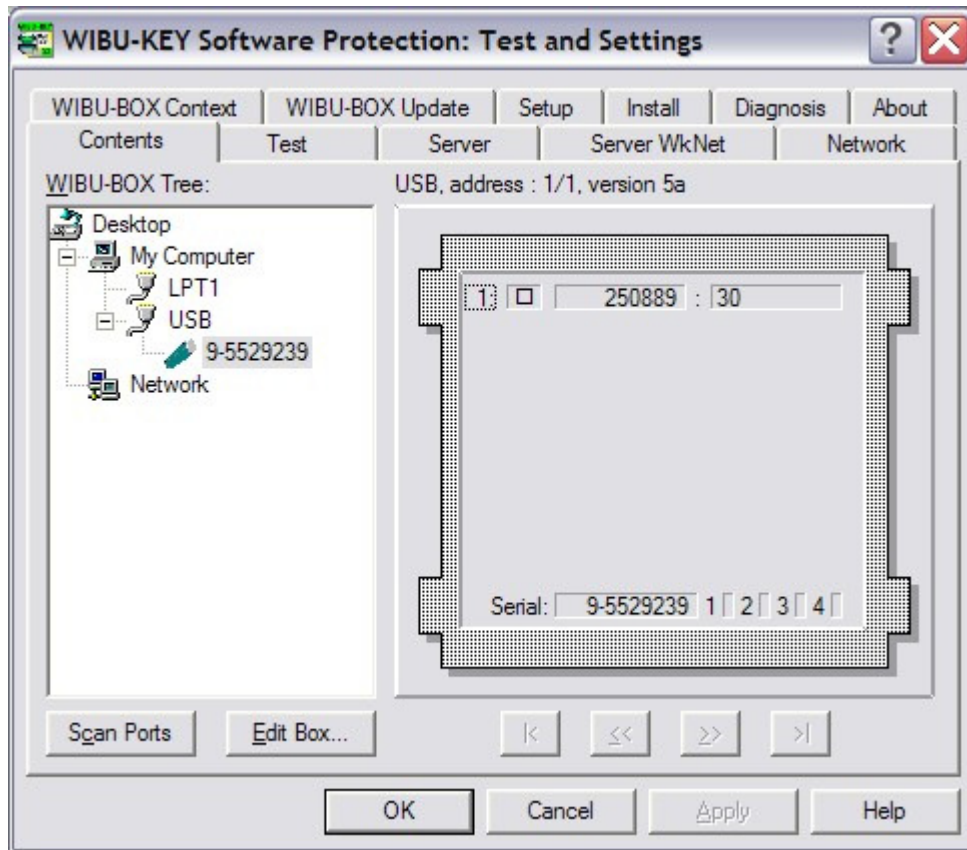 WIBU-KEY Software Protection: Test and Settings
WIBU-BOX Context WIBU-BOX Update Setup Install Diagnosis About
Contents Test Server Server WkNet Network
WIBU-BOX Tree: USB, address : 1/1, version 5a
Desktop
My Computer
LPT1
USB
9-5529239
Network
1: 250889 : 30
Serial: 9-5529239 1 2 3 4
Scan Ports Edit Box... |< << >> >|
OK Cancel Apply Help